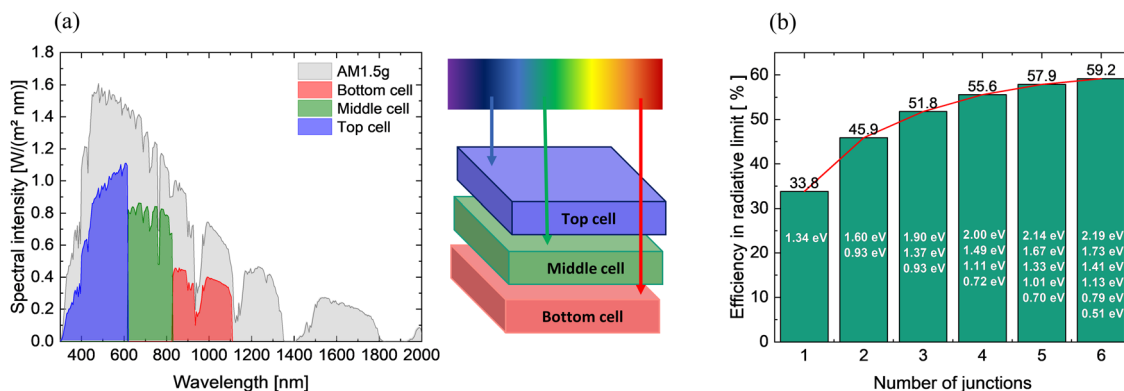 (a)
Spectral intensity [W/(m² nm)]
1.8
1.6
1.4
1.2
1.0
0.8
0.6
0.4
0.2
0.0
AM1.5g
Bottom cell
Middle cell
Top cell
400 600 800 1000 1200 1400 1600 1800 2000
Wavelength [nm]
Top cell
Middle cell
Bottom cell
(b)
Efficiency in radiative limit [ % ]
60
50
40
30
20
10
0
33.8
45.9
51.8
55.6
57.9
59.2
1.34 eV
1.60 eV
0.93 eV
1.90 eV
1.37 eV
0.93 eV
2.00 eV
1.49 eV
1.11 eV
0.72 eV
2.14 eV
1.67 eV
1.33 eV
1.01 eV
0.70 eV
2.19 eV
1.73 eV
1.41 eV
1.13 eV
0.79 eV
0.51 eV
1 2 3 4 5 6
Number of junctions